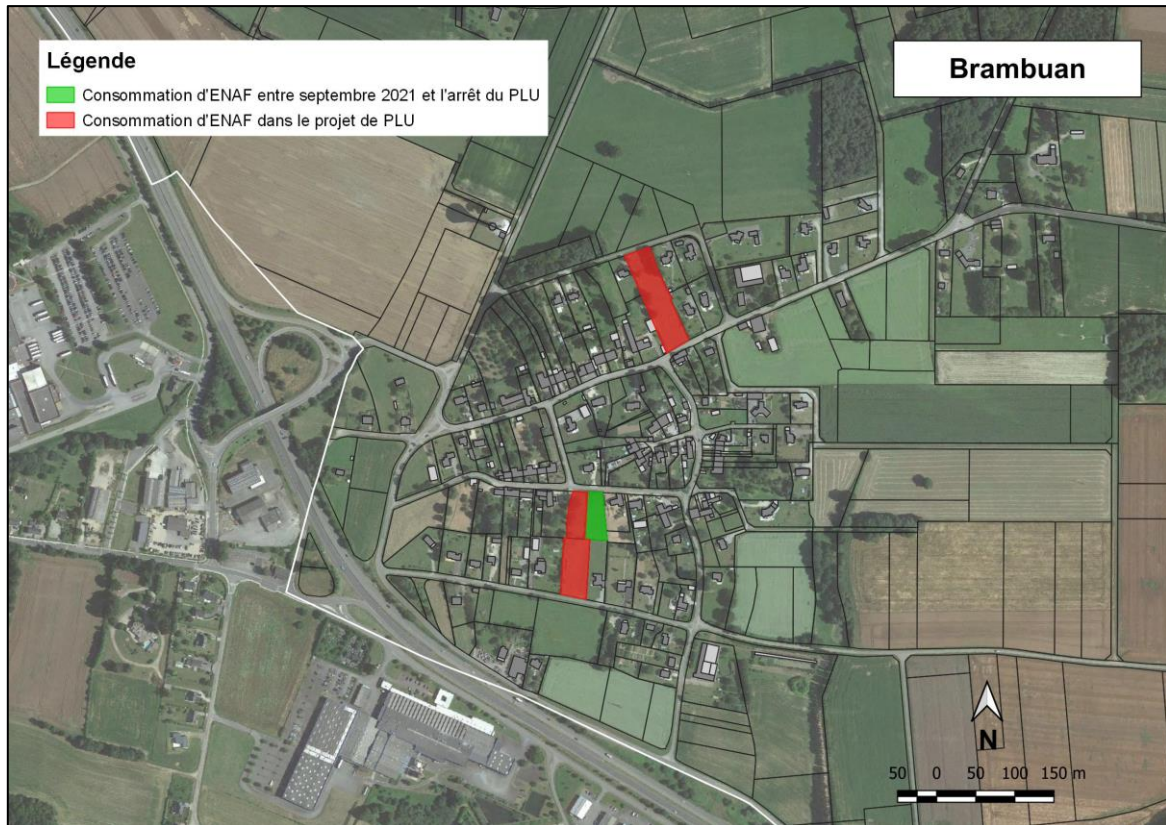 Légende
Consommation d'ENAF entre septembre 2021 et l'arrêt du PLU
Consommation d'ENAF dans le projet de PLU
Brambuan
N
50 0 50 100 150 m